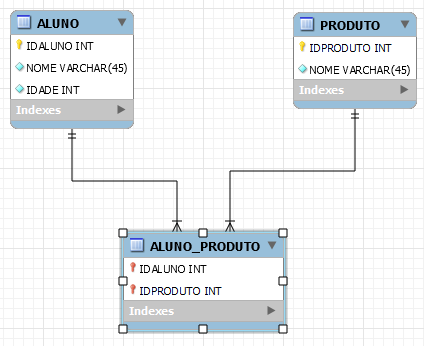 ALUNO
IDALUNO INT
NOME VARCHAR(45)
IDADE INT
Indexes
PRODUTO
IDPRODUTO INT
NOME VARCHAR(45)
Indexes
ALUNO_PRODUTO
IDALUNO INT
IDPRODUTO INT
Indexes